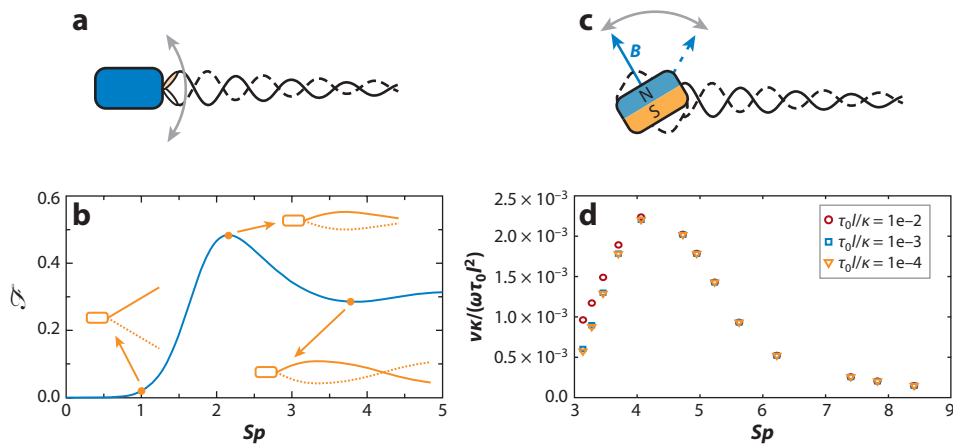 a
c
B
N
S
b
0.6
0.4
0.2
0.0
ℱ
0
1
2
3
4
5
Sp
d
2.5 × 10⁻³
2.0 × 10⁻³
1.5 × 10⁻³
1.0 × 10⁻³
0.5 × 10⁻³
0.0
νκ/(ωτ₀l²)
τ₀l/κ = 1e–2
τ₀l/κ = 1e–3
τ₀l/κ = 1e–4
3
4
5
6
7
8
9
Sp